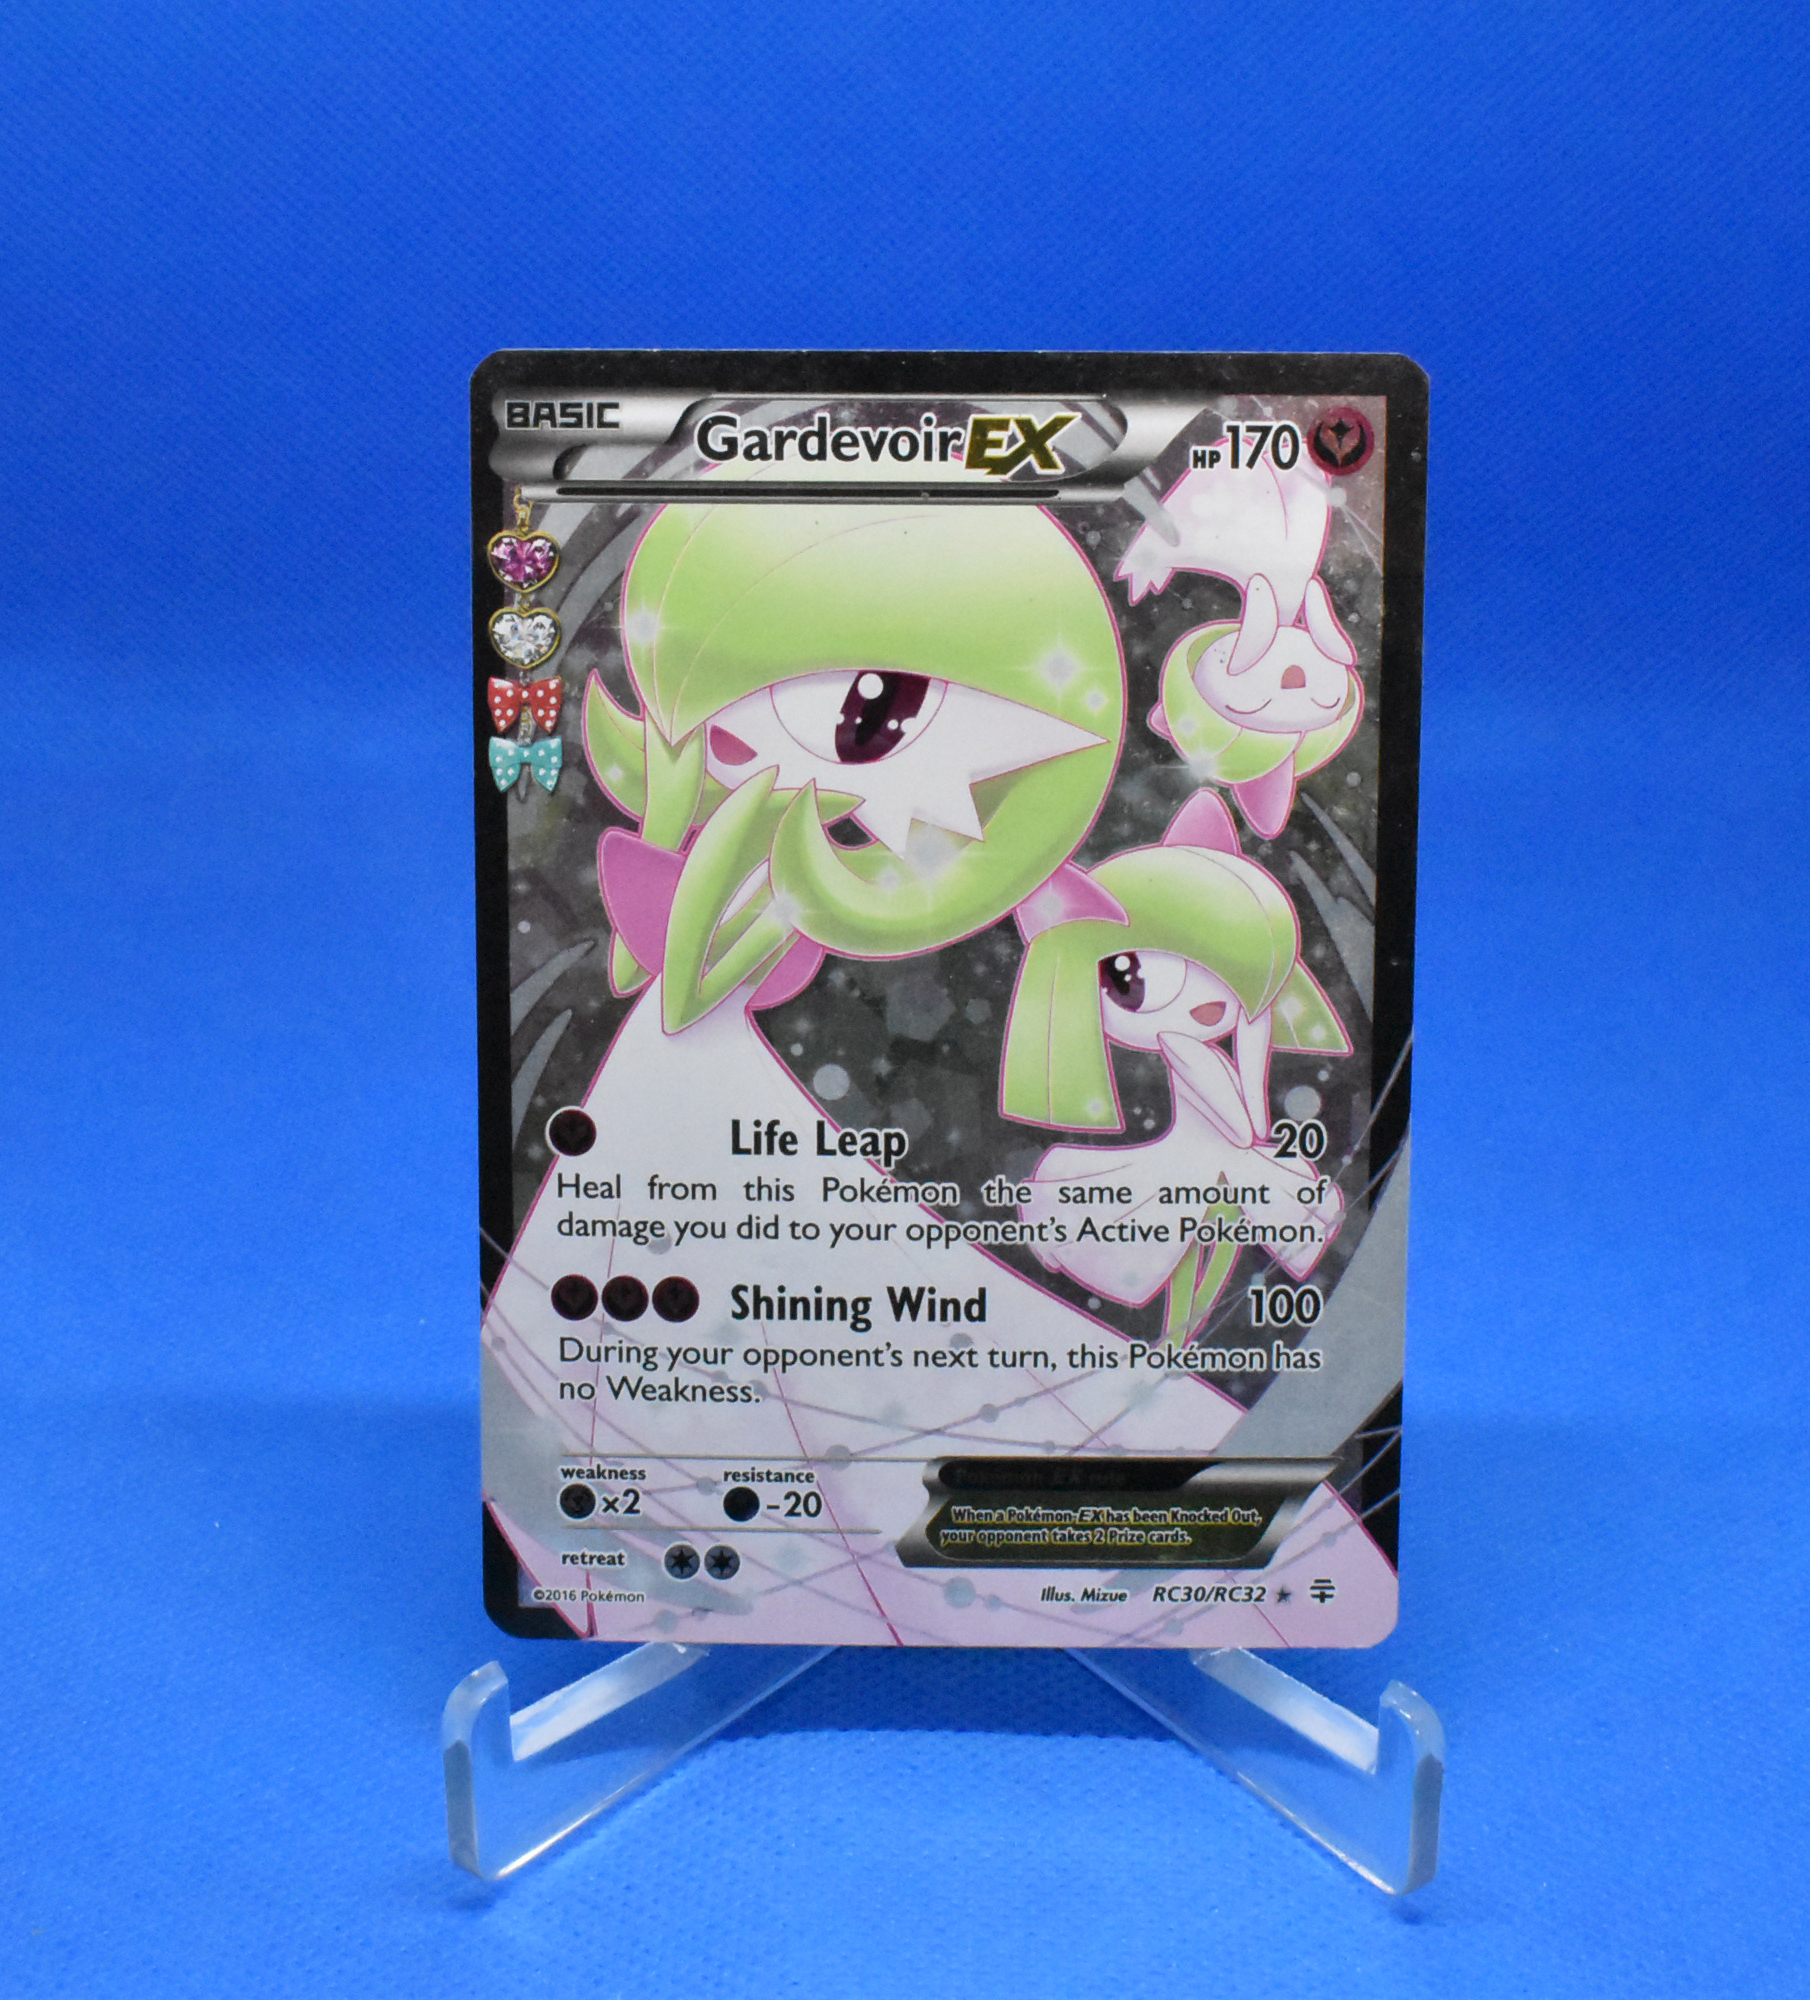 BASIC
Gardevoir EX
HP 170
Life Leap 20
Heal from this Pokémon the same amount of
damage you did to your opponent's Active Pokémon.
Shining Wind 100
During your opponent's next turn, this Pokémon has
no Weakness.
weakness
×2
resistance
-20
Pokémon EX rule
When a Pokémon-EX has been Knocked Out,
your opponent takes 2 Prize cards.
retreat
©2016 Pokémon
Illus. Mizue RC30/RC32